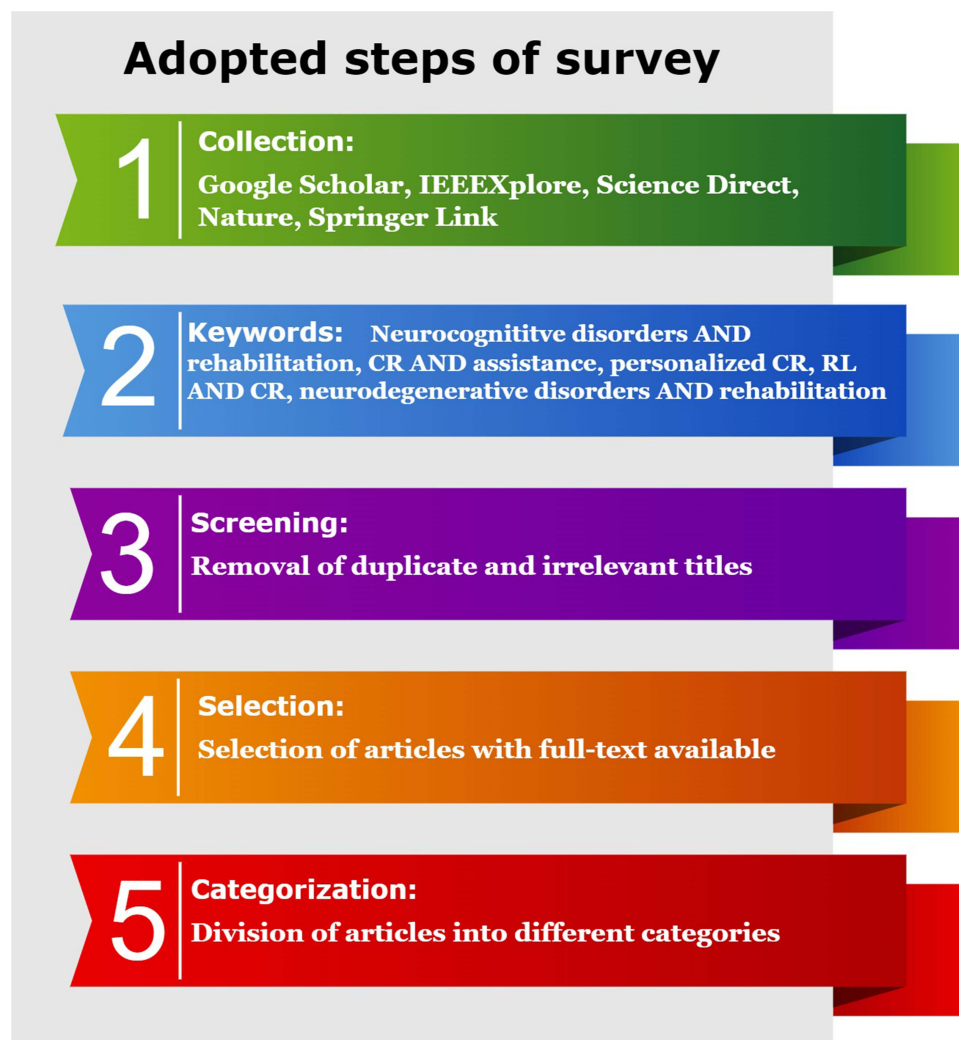 Adopted steps of survey
1
Collection:
Google Scholar, IEEEXplore, Science Direct,
Nature, Springer Link
2
Keywords: Neurocognititve disorders AND
rehabilitation, CR AND assistance, personalized CR, RL
AND CR, neurodegenerative disorders AND rehabilitation
3
Screening:
Removal of duplicate and irrelevant titles
4
Selection:
Selection of articles with full-text available
5
Categorization:
Division of articles into different categories